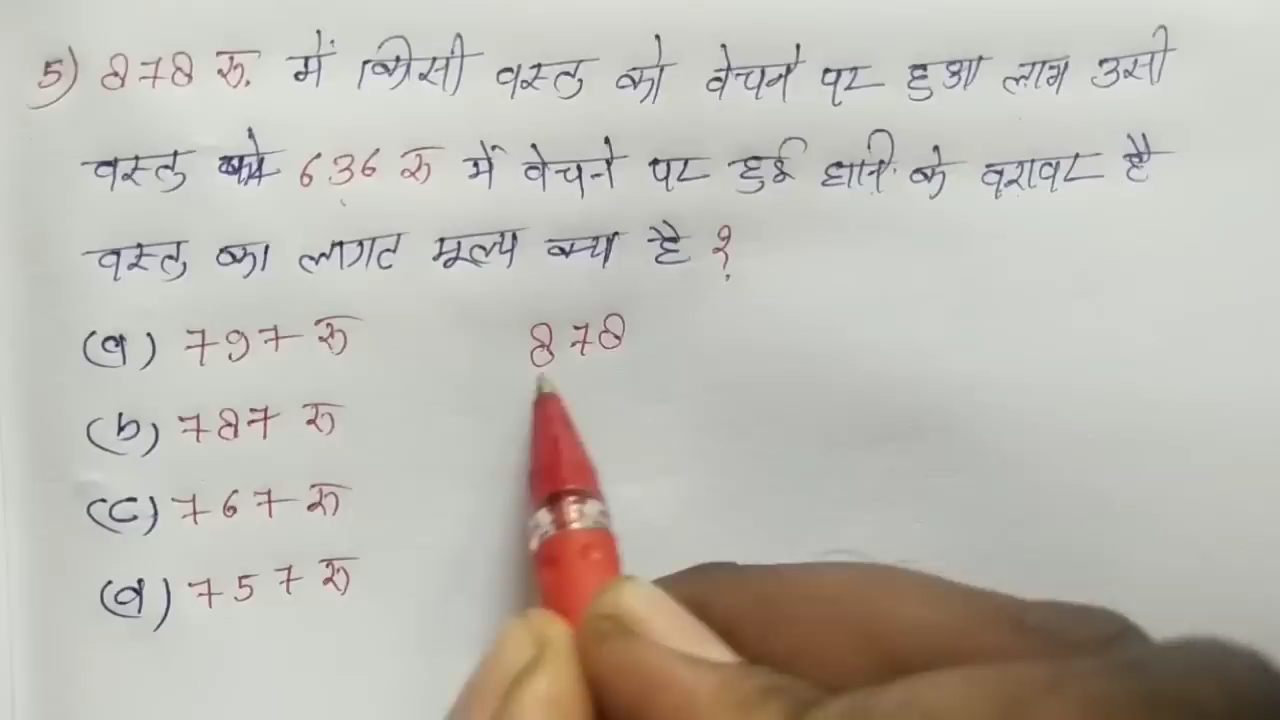 5) 878 रु. में किसी वस्तु को बेचने पर हुआ लाभ उसी
वस्तु को 636 रु में बेचने पर हुई हानि के बराबर है
वस्तु का लागत मूल्य क्या है ?
(a) 797 रु
878
(b) 787 रु
(c) 767 रु
(d) 757 रु